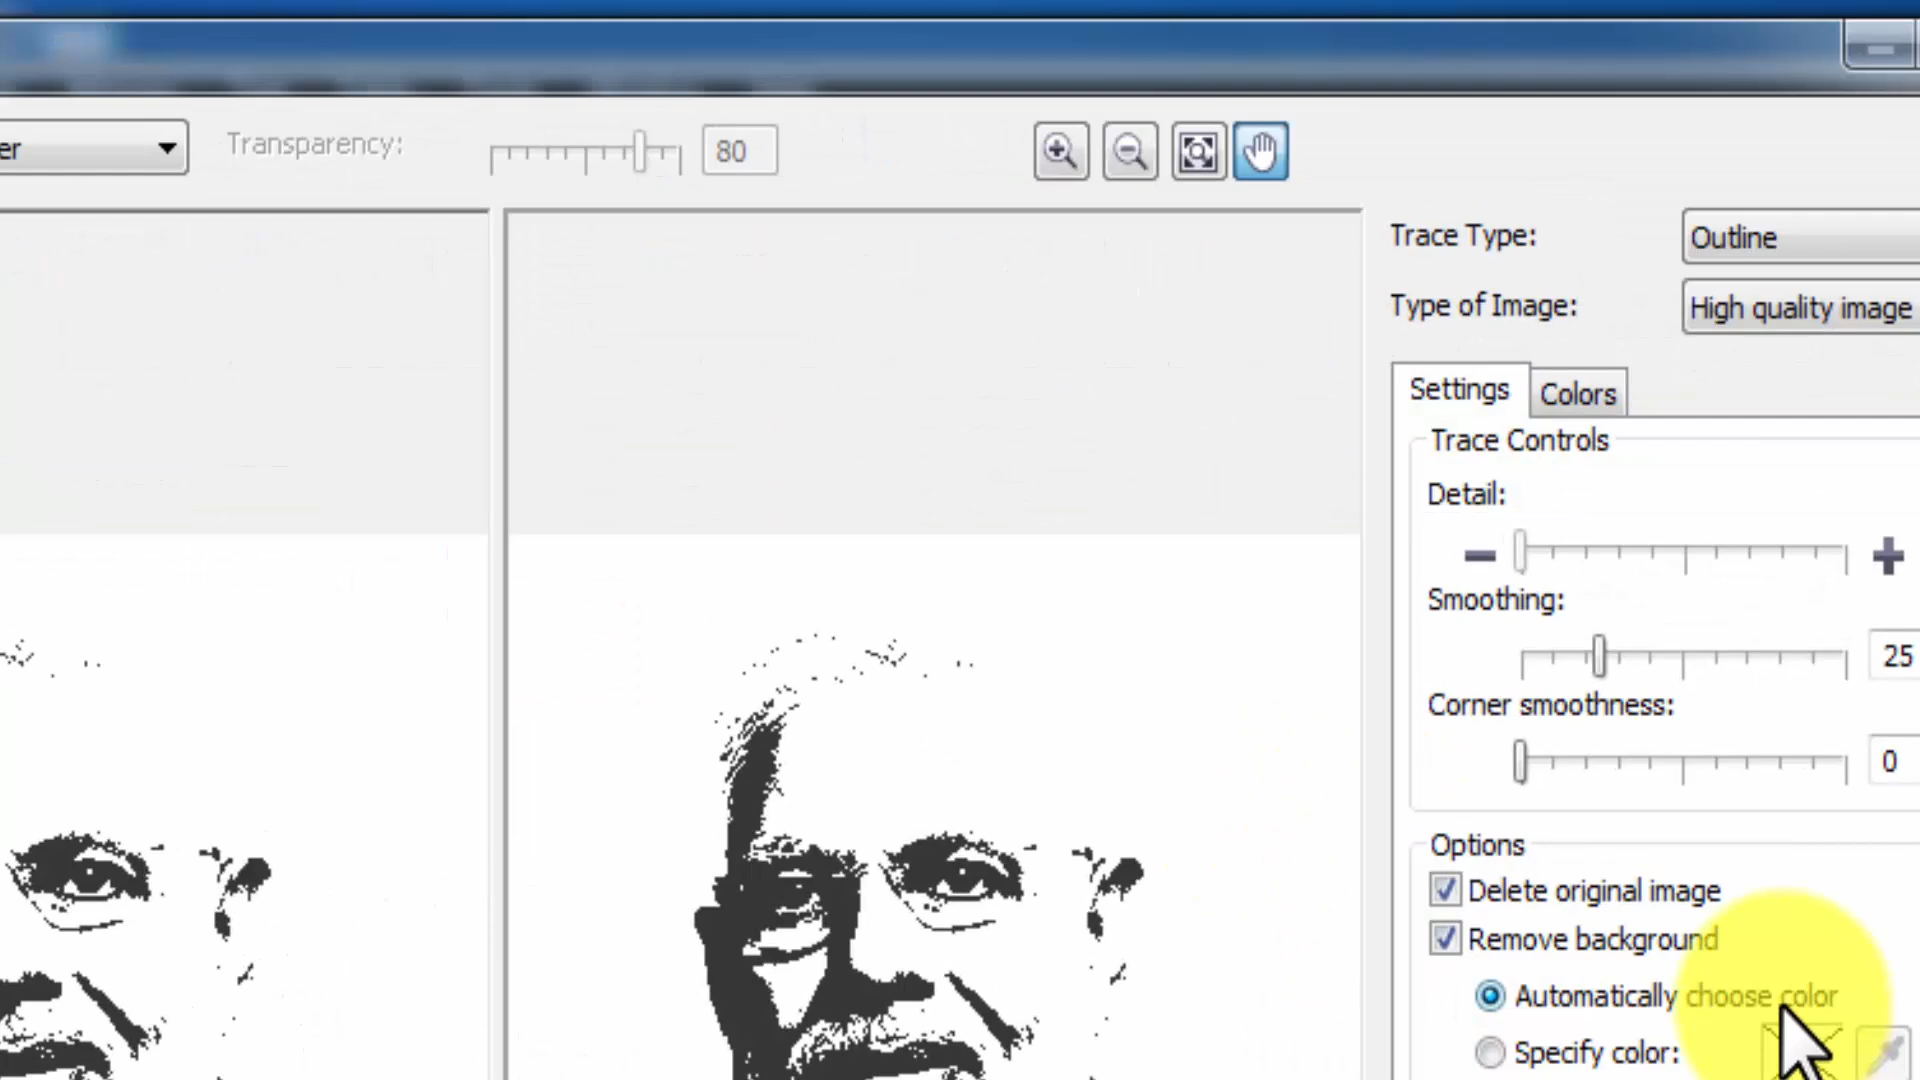 er
Transparency:
80
Trace Type:
Outline
Type of Image:
High quality image
Settings
Colors
Trace Controls
Detail:
Smoothing:
25
Corner smoothness:
0
Options
Delete original image
Remove background
Automatically choose color
Specify color: